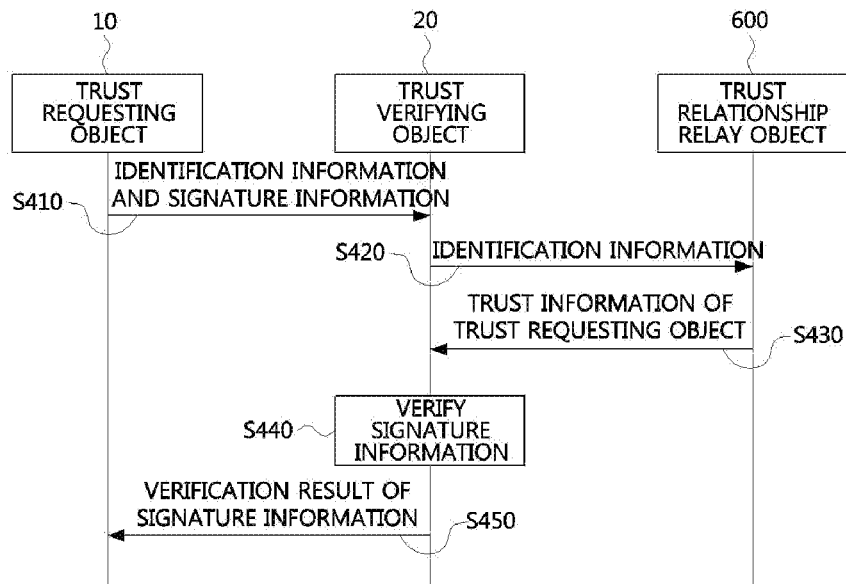 10
20
600
TRUST
REQUESTING
OBJECT
TRUST
VERIFYING
OBJECT
TRUST
RELATIONSHIP
RELAY OBJECT
IDENTIFICATION INFORMATION
AND SIGNATURE INFORMATION
S410
S420
IDENTIFICATION INFORMATION
TRUST INFORMATION OF
TRUST REQUESTING OBJECT
S430
S440
VERIFY
SIGNATURE
INFORMATION
VERIFICATION RESULT OF
SIGNATURE INFORMATION
S450